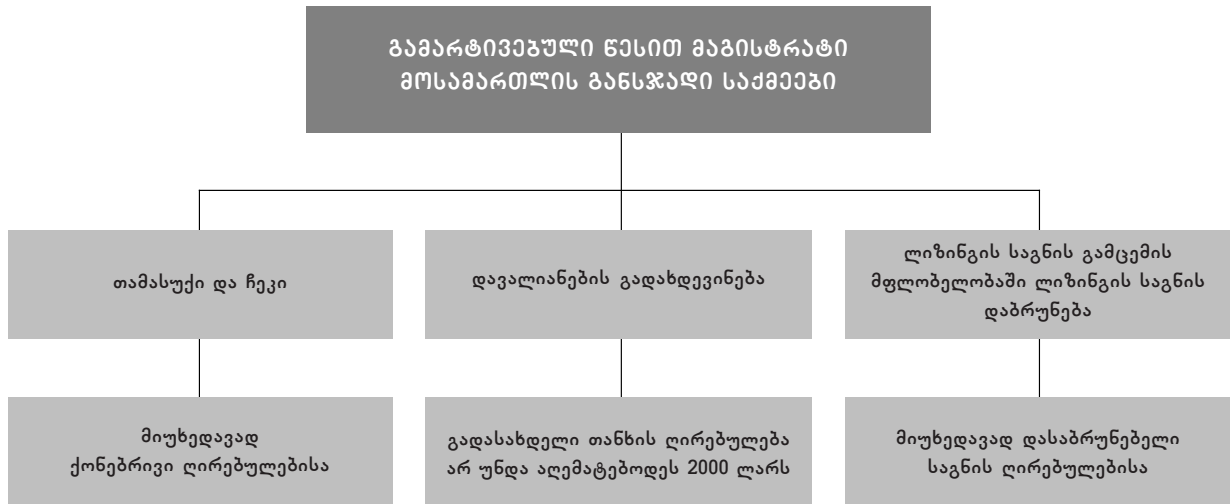 გამარტივებული წესით მაგისტრატი
მოსამართლის განსჯადი საქმეები
თამასუქი და ჩეკი
დავალიანების გადახდევინება
ლიზინგის საგნის გამცემის
მფლობელობაში ლიზინგის საგნის
დაბრუნება
მიუხედავად
ქონებრივი ღირებულებისა
გადასახდელი თანხის ღირებულება
არ უნდა აღემატებოდეს 2000 ლარს
მიუხედავად დასაბრუნებელი
საგნის ღირებულებისა